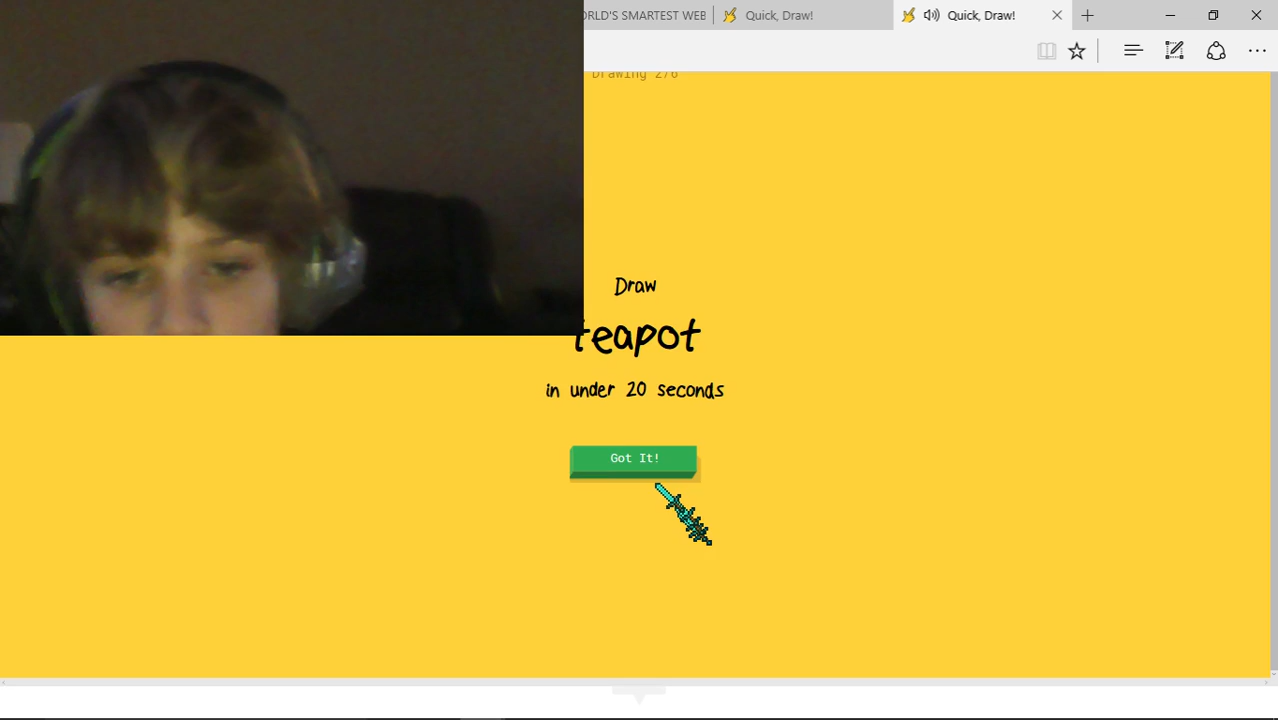 ORLD'S SMARTEST WEB
Quick, Draw!
Quick, Draw!
Drawing 2/6
Draw
teapot
in under 20 seconds
Got It!